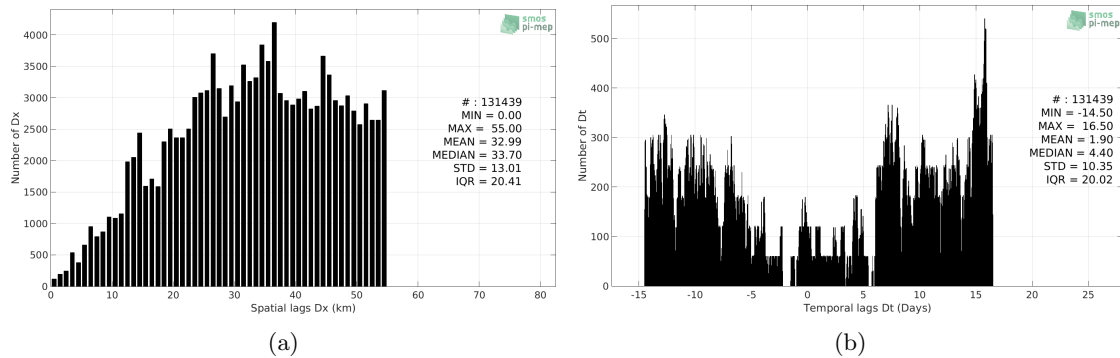 smos
pi-mep
4000
3500
3000
2500
2000
1500
1000
500
0
Number of Dx
# : 131439
MIN = 0.00
MAX = 55.00
MEAN = 32.99
MEDIAN = 33.70
STD = 13.01
IQR = 20.41
0 10 20 30 40 50 60 70 80
Spatial lags Dx (km)
(a)
smos
pi-mep
500
400
300
200
100
0
Number of Dt
# : 131439
MIN = -14.50
MAX = 16.50
MEAN = 1.90
MEDIAN = 4.40
STD = 10.35
IQR = 20.02
-15 -10 -5 0 5 10 15 20 25
Temporal lags Dt (Days)
(b)